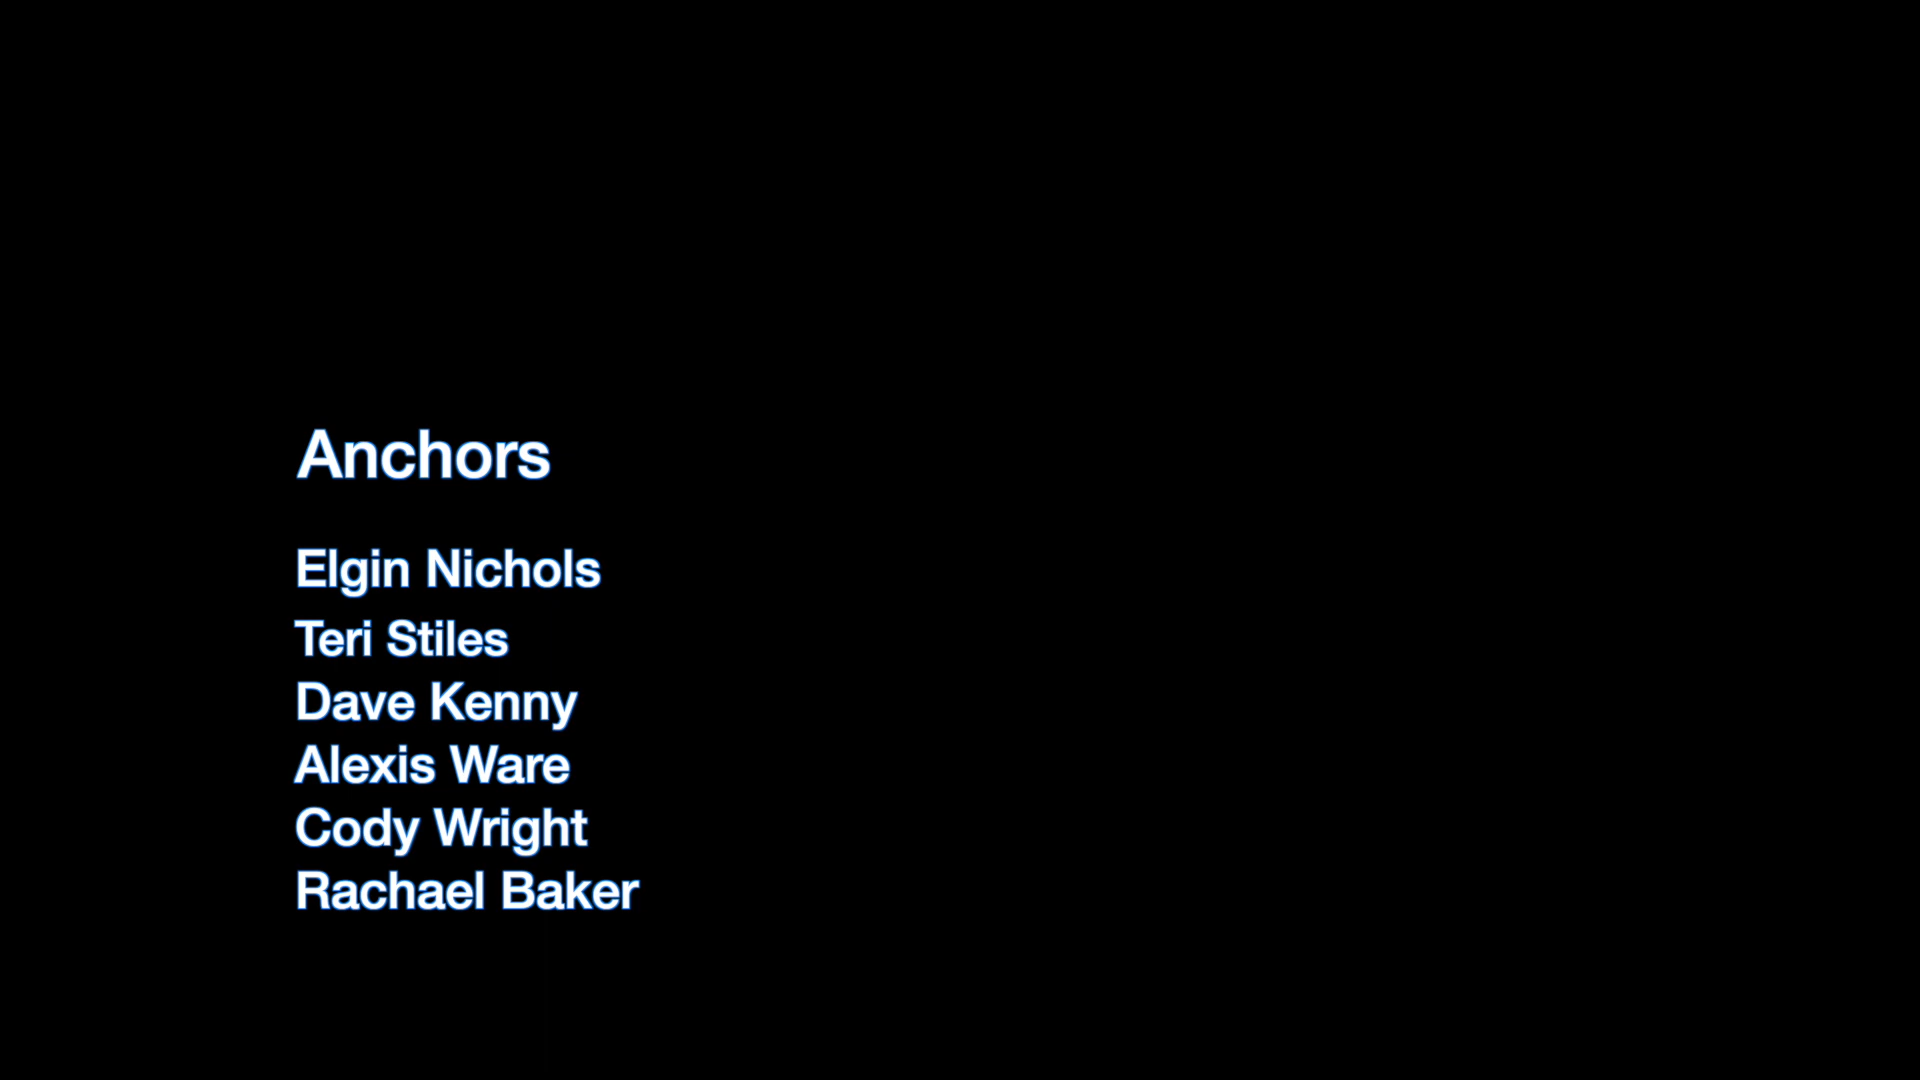 Anchors
Elgin Nichols
Teri Stiles
Dave Kenny
Alexis Ware
Cody Wright
Rachael Baker